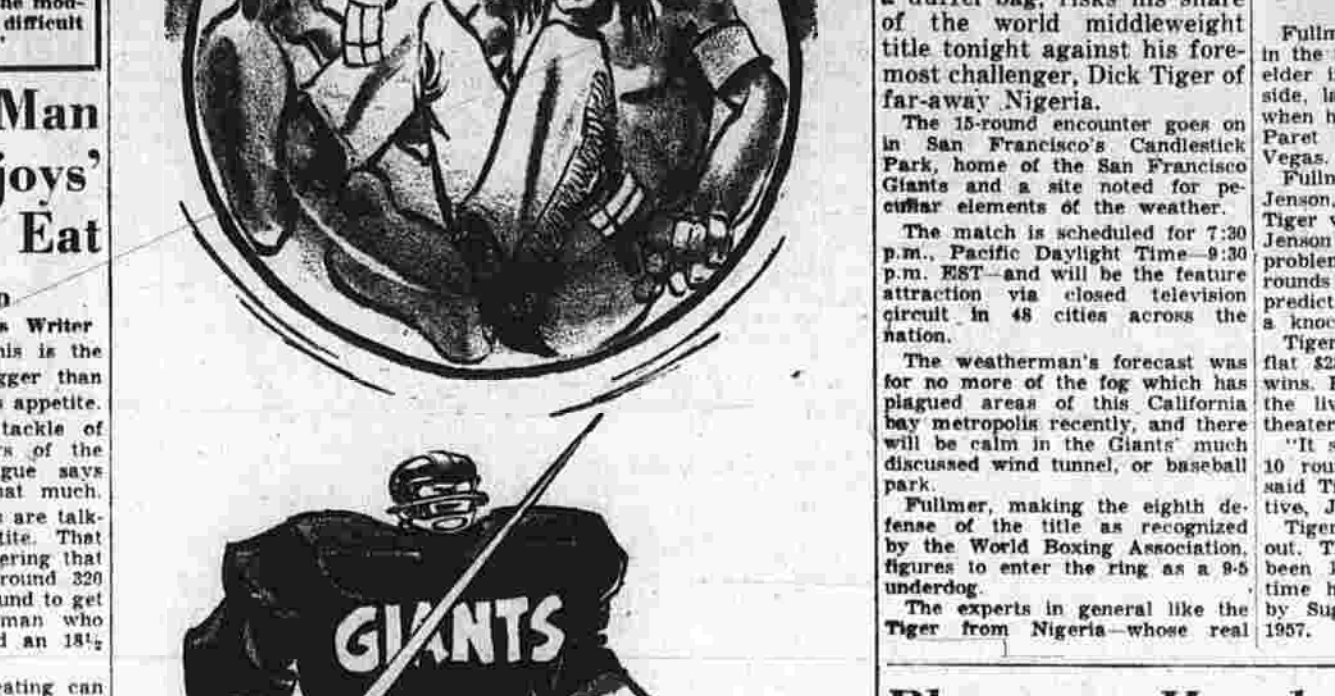 difficult
Man
joys'
Eat
s Writer
his is the
gger than
s appetite.
tackle of
rs of the
gue says
hat much.
s are talk-
tite. That
ering that
round 320
und to get
man who
d an 18½
eating can
GIANTS
a duffel bag, risks his share
of the world middleweight
title tonight against his fore-
most challenger, Dick Tiger of
far-away Nigeria.
The 15-round encounter goes on
in San Francisco's Candlestick
Park, home of the San Francisco
Giants and a site noted for pe-
culiar elements of the weather.
The match is scheduled for 7:30
p.m., Pacific Daylight Time—9:30
p.m. EST—and will be the feature
attraction via closed television
circuit in 48 cities across the
nation.
The weatherman's forecast was
for no more of the fog which has
plagued areas of this California
bay metropolis recently, and there
will be calm in the Giants' much
discussed wind tunnel, or baseball
park.
Fullmer, making the eighth de-
fense of the title as recognized
by the World Boxing Association,
figures to enter the ring as a 9-5
underdog.
The experts in general like the
Tiger from Nigeria—whose real
Fullm
in the
elder i
side, la
when h
Paret
Vegas.
Fullm
Jenson,
Tiger v
Jenson
problem
rounds
predict
a knoc
Tiger
flat $2
wins. F
the liv
theater
"It s
10 rou
said T
tive, J
Tiger
out. T
been k
time h
by Sug
1957.